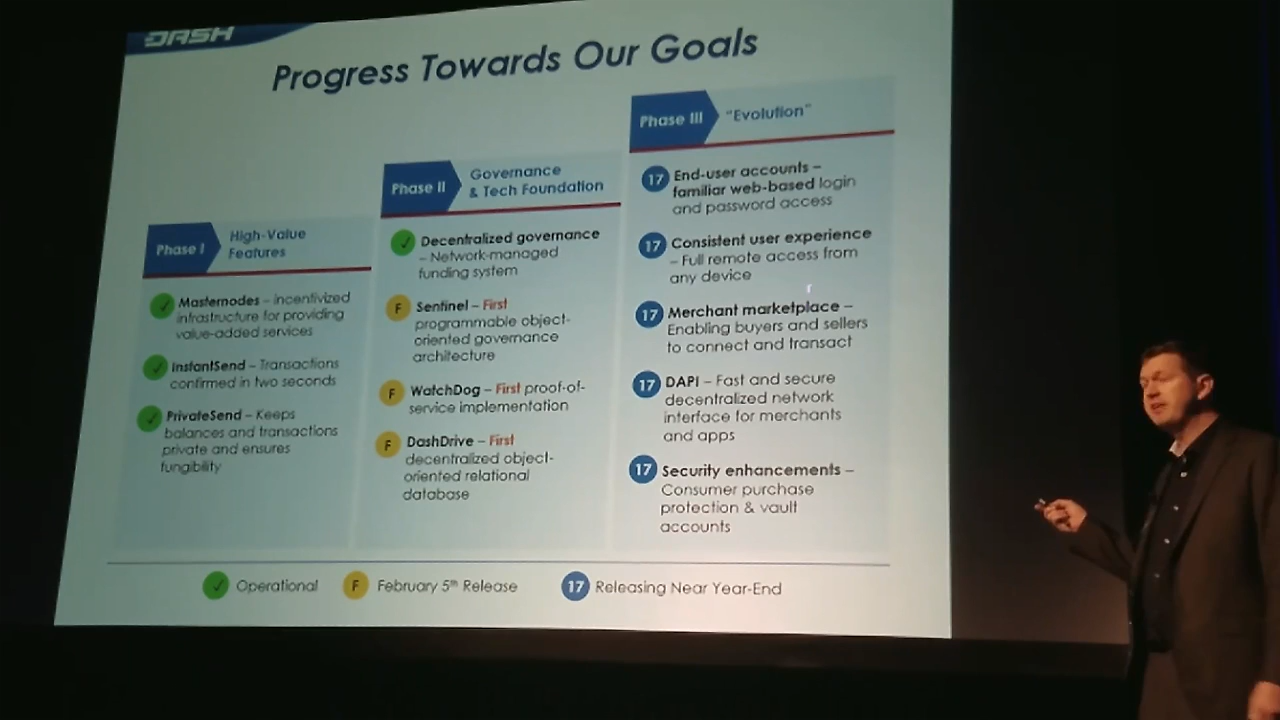 DASH
Progress Towards Our Goals
Phase I
High-Value
Features
✓ Masternodes – incentivized
infrastructure for providing
value-added services
✓ InstantSend – Transactions
confirmed in two seconds
✓ PrivateSend – Keeps
balances and transactions
private and ensures
fungibility
Phase II
Governance
& Tech Foundation
✓ Decentralized governance
– Network-managed
funding system
F Sentinel – First
programmable object-
oriented governance
architecture
F WatchDog – First proof-of-
service implementation
F DashDrive – First
decentralized object-
oriented relational
database
Phase III
"Evolution"
17 End-user accounts –
familiar web-based login
and password access
17 Consistent user experience
– Full remote access from
any device
17 Merchant marketplace –
Enabling buyers and sellers
to connect and transact
17 DAPI – Fast and secure
decentralized network
interface for merchants
and apps
17 Security enhancements –
Consumer purchase
protection & vault
accounts
✓ Operational
F February 5th Release
17 Releasing Near Year-End